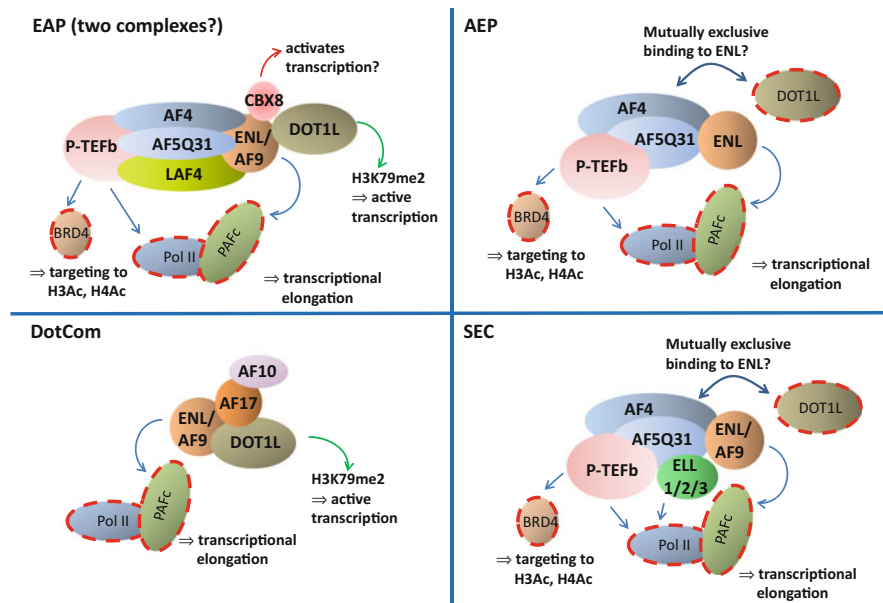 EAP (two complexes?)
activates
transcription?
CBX8
AF4
DOT1L
P-TEFb
AF5Q31
ENL/
AF9
LAF4
H3K79me2
⇒ active
transcription
BRD4
Pol II
PAFc
⇒ targeting to
H3Ac, H4Ac
⇒ transcriptional
elongation
AEP
Mutually exclusive
binding to ENL?
DOT1L
AF4
AF5Q31
ENL
P-TEFb
BRD4
Pol II
PAFc
⇒ targeting to
H3Ac, H4Ac
⇒ transcriptional
elongation
DotCom
AF10
AF17
ENL/
AF9
DOT1L
H3K79me2
⇒ active
transcription
PAFc
Pol II
⇒ transcriptional
elongation
SEC
Mutually exclusive
binding to ENL?
DOT1L
AF4
AF5Q31
ENL/
AF9
P-TEFb
ELL
1/2/3
BRD4
Pol II
PAFc
⇒ targeting to
H3Ac, H4Ac
⇒ transcriptional
elongation